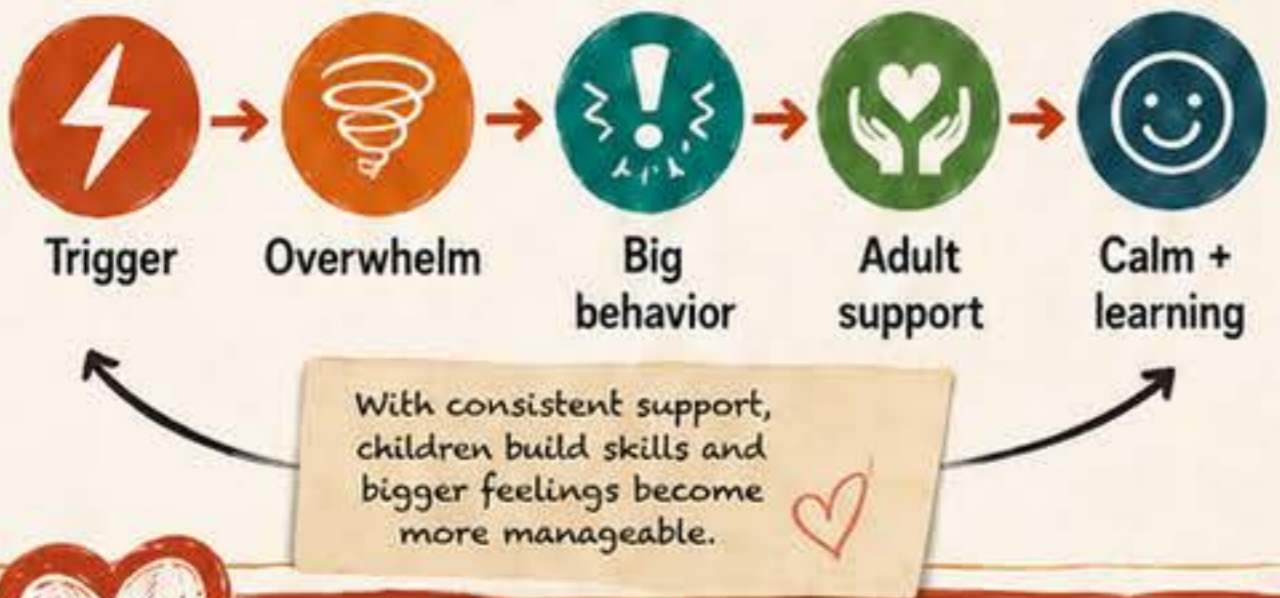 Trigger
Overwhelm
Big
behavior
Adult
support
Calm +
learning
With consistent support,
children build skills and
bigger feelings become
more manageable.